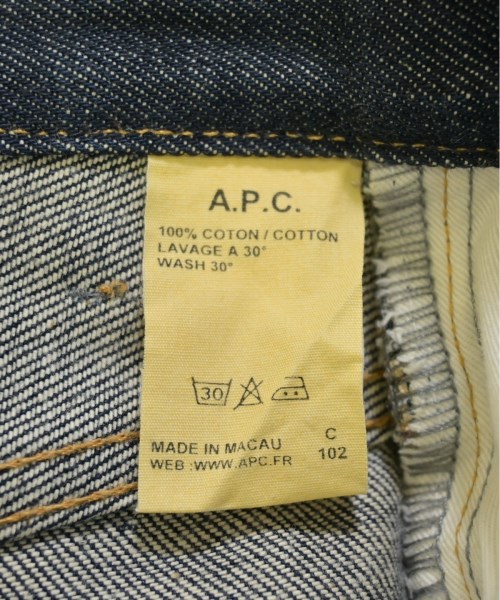 A.P.C.
100% COTON / COTTON
LAVAGE A 30°
WASH 30°
30
MADE IN MACAU C
WEB :WWW.APC.FR 102